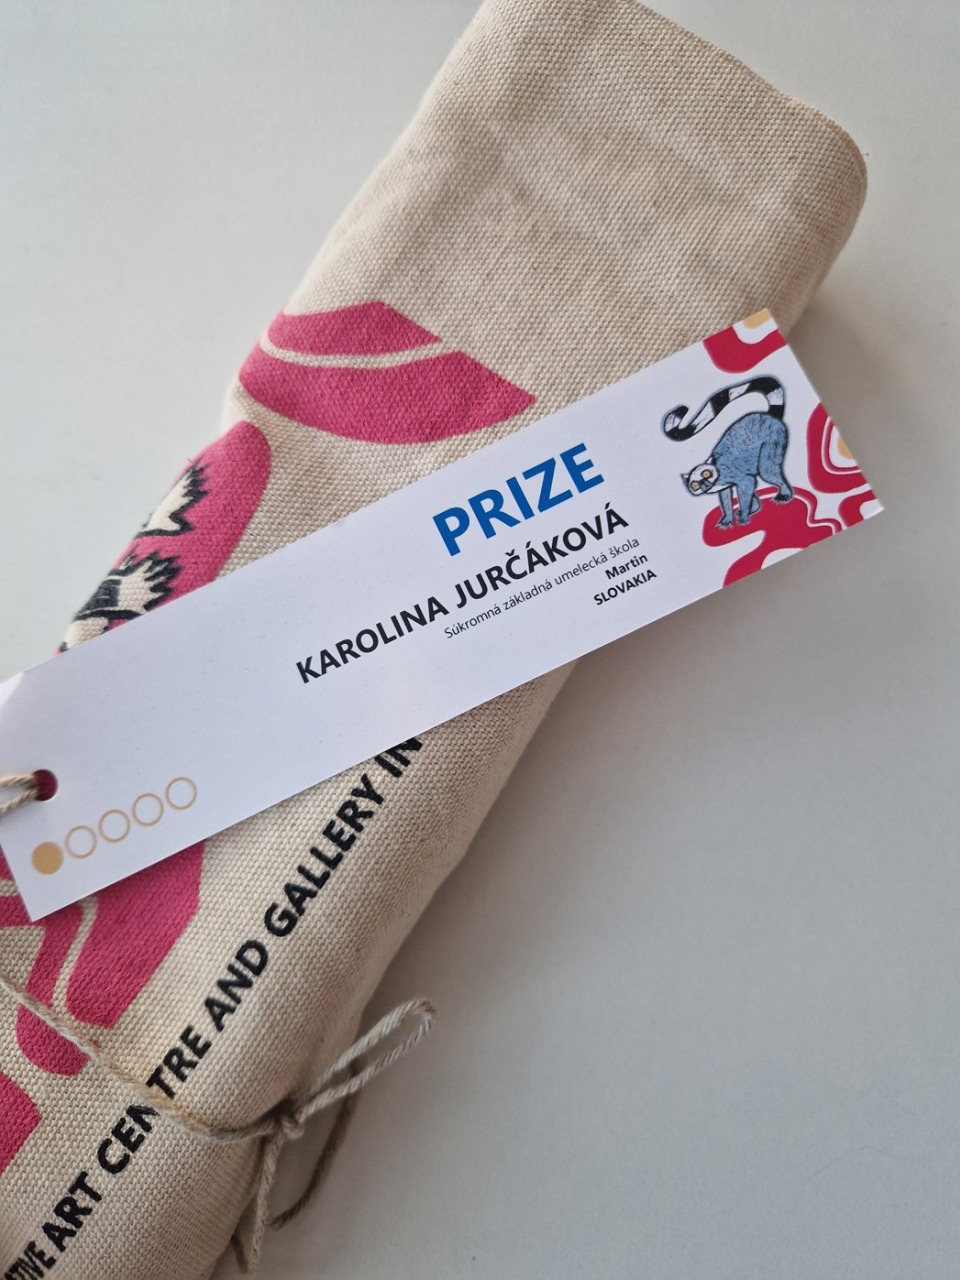 PRIZE
KAROLINA JURČÁKOVÁ
Súkromná základná umelecká škola
Martin
SLOVAKIA
ART CENTRE AND GALLERY IN